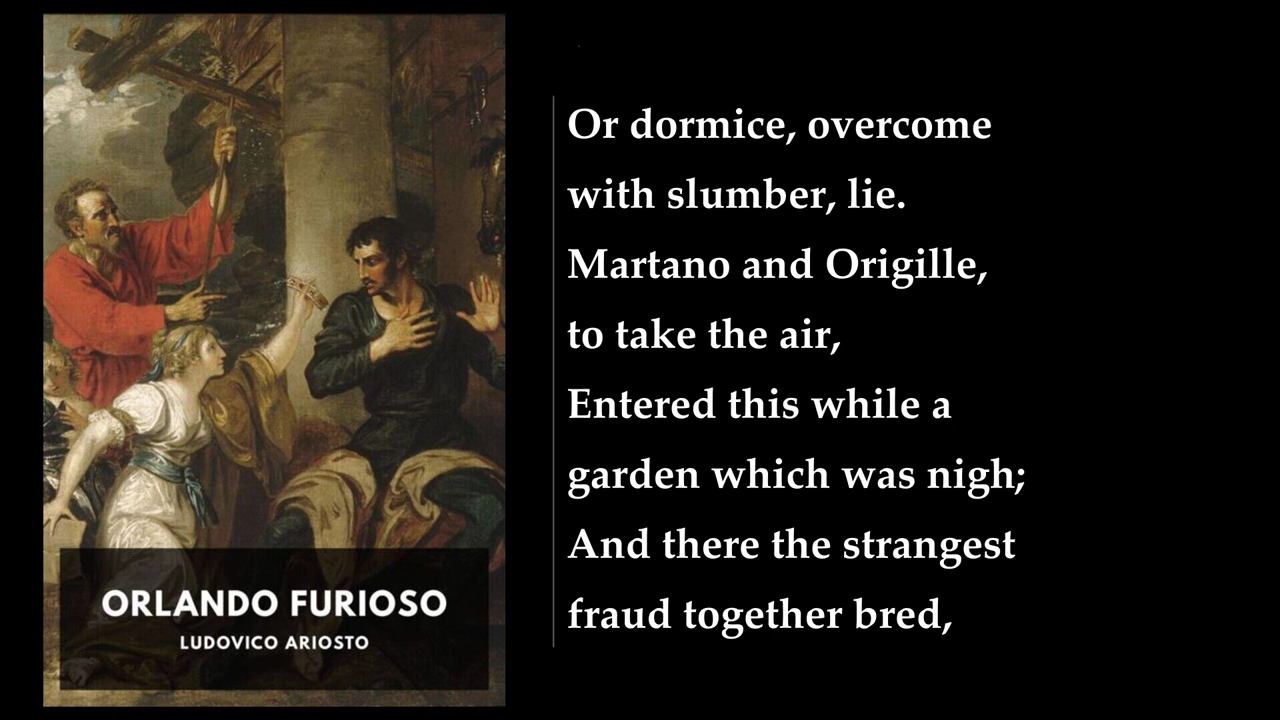 ORLANDO FURIOSO
LUDOVICO ARIOSTO
Or dormice, overcome
with slumber, lie.
Martano and Origille,
to take the air,
Entered this while a
garden which was nigh;
And there the strangest
fraud together bred,